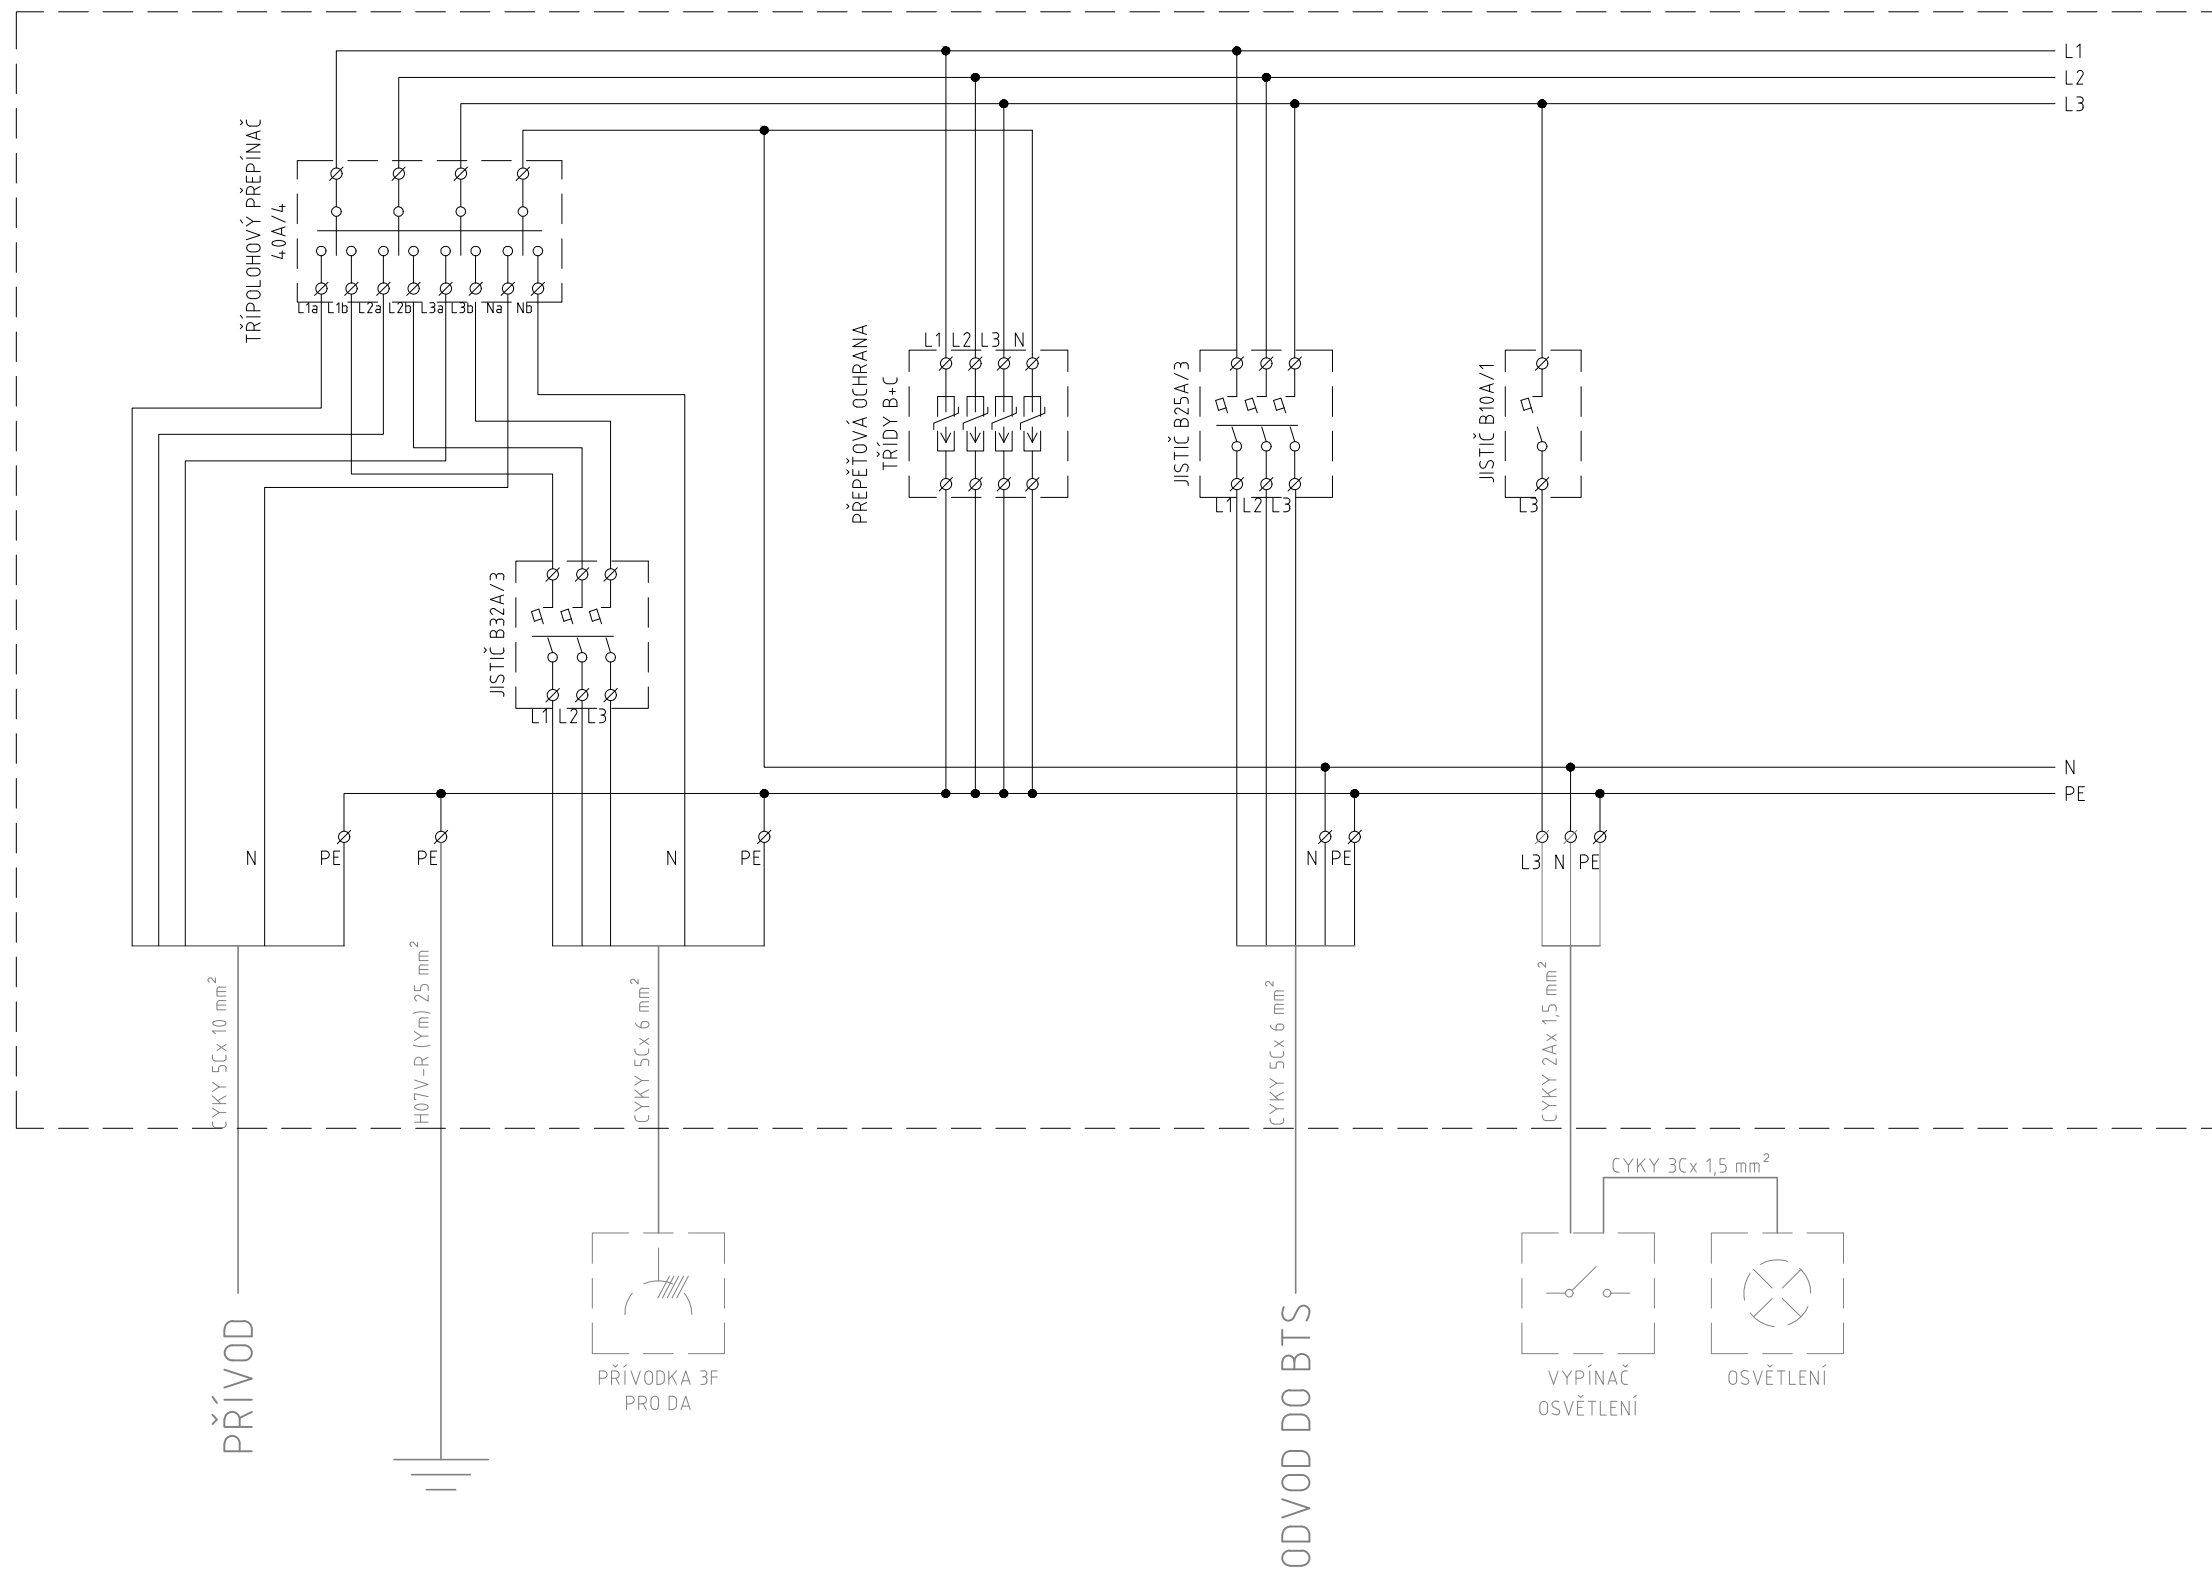 L1
L2
L3
TŘÍPOLOHOVÝ PŘEPÍNAČ
40A/4
L1a L1b L2a L2b L3a L3b Na Nb
PŘEPĚŤOVÁ OCHRANA
TŘÍDY B+C
L1 L2 L3 N
JISTIČ B25A/3
L1 L2 L3
JISTIČ B10A/1
L3
JISTIČ B32A/3
L1 L2 L3
N
PE
N
PE
PE
N
PE
N PE
L3 N PE
CYKY 5Cx 10 mm²
H07V-R (Ym) 25 mm²
CYKY 5Cx 6 mm²
CYKY 5Cx 6 mm²
CYKY 2Ax 1,5 mm²
CYKY 3Cx 1,5 mm²
PŘÍVOD
PŘÍVODKA 3F
PRO DA
ODVOD DO BTS
VYPÍNAČ
OSVĚTLENÍ
OSVĚTLENÍ